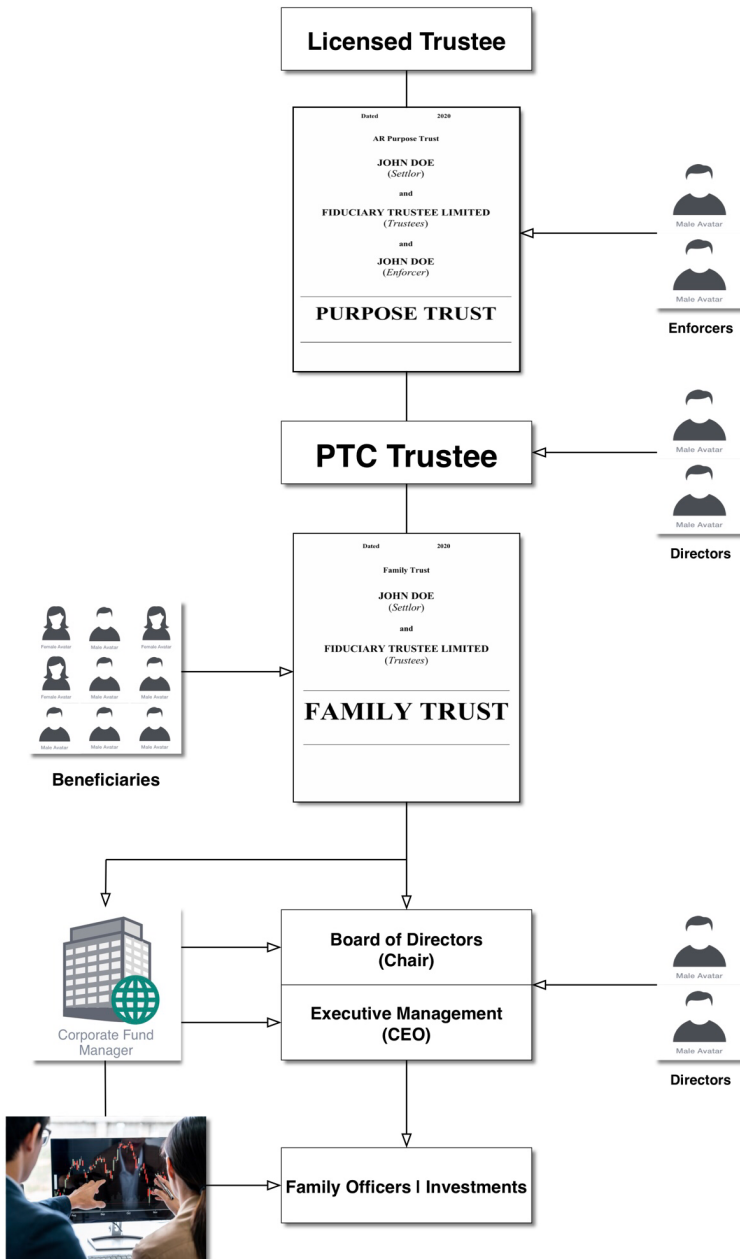 Licensed Trustee
Dated 2020
AR Purpose Trust
JOHN DOE
(Settlor)
and
FIDUCIARY TRUSTEE LIMITED
(Trustees)
and
JOHN DOE
(Enforcer)
PURPOSE TRUST
Male Avatar
Male Avatar
Enforcers
PTC Trustee
Male Avatar
Male Avatar
Directors
Dated 2020
Family Trust
JOHN DOE
(Settlor)
and
FIDUCIARY TRUSTEE LIMITED
(Trustees)
FAMILY TRUST
Female Avatar Male Avatar Female Avatar
Female Avatar Male Avatar Male Avatar
Male Avatar Male Avatar Male Avatar
Beneficiaries
Corporate Fund
Manager
Board of Directors
(Chair)
Executive Management
(CEO)
Male Avatar
Male Avatar
Directors
Family Officers | Investments